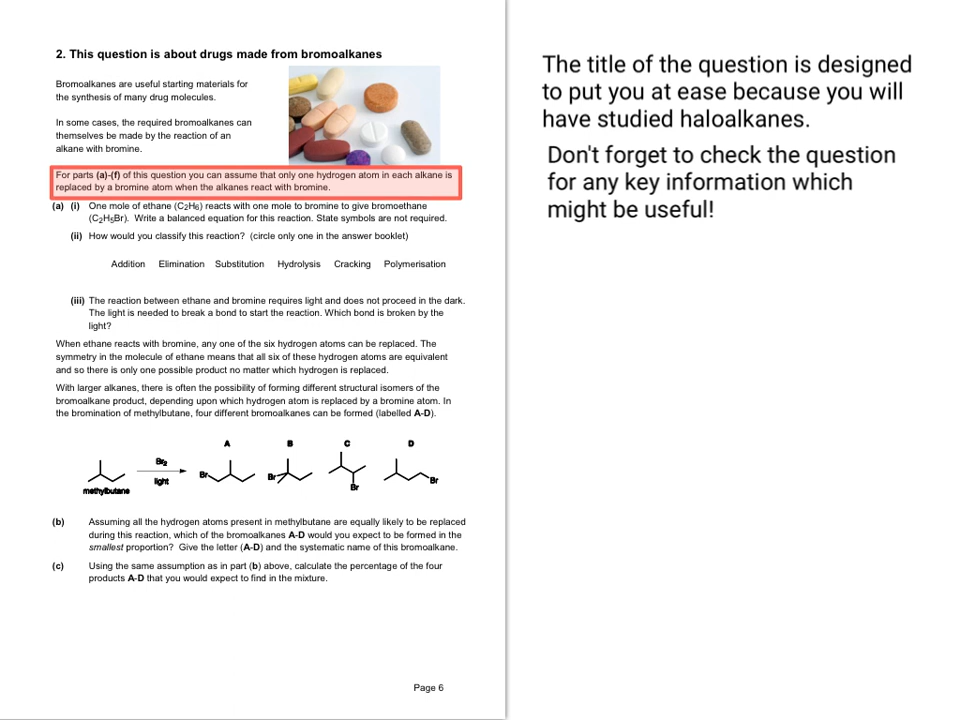 2. This question is about drugs made from bromoalkanes
Bromoalkanes are useful starting materials for
the synthesis of many drug molecules.
In some cases, the required bromoalkanes can
themselves be made by the reaction of an
alkane with bromine.
For parts (a)-(f) of this question you can assume that only one hydrogen atom in each alkane is
replaced by a bromine atom when the alkanes react with bromine.
(a) (i) One mole of ethane (C2H6) reacts with one mole to bromine to give bromoethane
(C2H5Br). Write a balanced equation for this reaction. State symbols are not required.
(ii) How would you classify this reaction? (circle only one in the answer booklet)
Addition Elimination Substitution Hydrolysis Cracking Polymerisation
(iii) The reaction between ethane and bromine requires light and does not proceed in the dark.
The light is needed to break a bond to start the reaction. Which bond is broken by the
light?
When ethane reacts with bromine, any one of the six hydrogen atoms can be replaced. The
symmetry in the molecule of ethane means that all six of these hydrogen atoms are equivalent
and so there is only one possible product no matter which hydrogen is replaced.
With larger alkanes, there is often the possibility of forming different structural isomers of the
bromoalkane product, depending upon which hydrogen atom is replaced by a bromine atom. In
the bromination of methylbutane, four different bromoalkanes can be formed (labelled A-D).
A B C D
Br2
Br Br Br Br
light
methylbutane
(b) Assuming all the hydrogen atoms present in methylbutane are equally likely to be replaced
during this reaction, which of the bromoalkanes A-D would you expect to be formed in the
smallest proportion? Give the letter (A-D) and the systematic name of this bromoalkane.
(c) Using the same assumption as in part (b) above, calculate the percentage of the four
products A-D that you would expect to find in the mixture.
Page 6
The title of the question is designed
to put you at ease because you will
have studied haloalkanes.
Don't forget to check the question
for any key information which
might be useful!